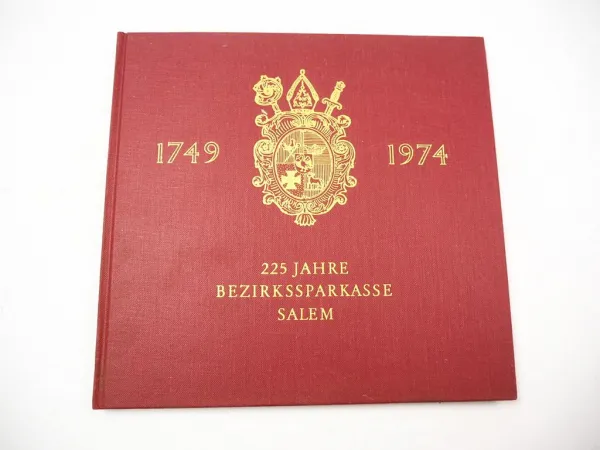 1749 1974
225 JAHRE
BEZIRKSSPARKASSE
SALEM